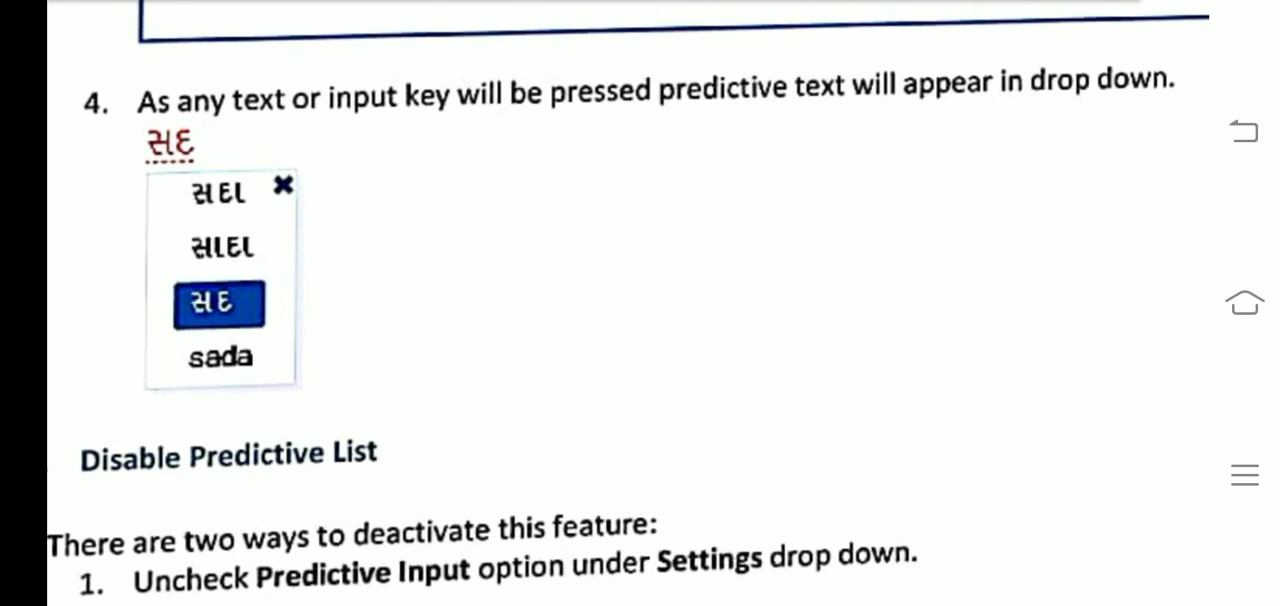 4. As any text or input key will be pressed predictive text will appear in drop down.
સદ
સદા
સાદા
સદ
sada
Disable Predictive List
There are two ways to deactivate this feature:
1. Uncheck Predictive Input option under Settings drop down.